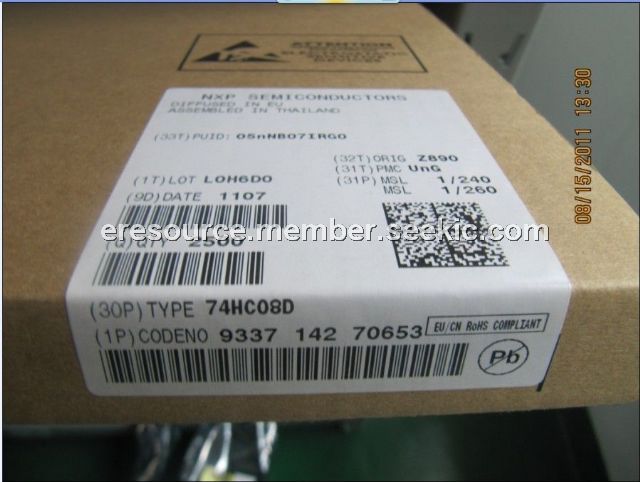 ATTENTION
NXP SEMICONDUCTORS
DIFFUSED IN EU
ASSEMBLED IN THAILAND
(33T) PUID: 05nNB07IRG0
(32T) ORIG Z890
(31T) PMC UnG
(1T) LOT L0H6D0
(31P) MSL 1/240
MSL 1/260
(9D) DATE 1107
(Q) QTY 2500
eresource.member.seekic.com
(30P) TYPE 74HC08D
(1P) CODENO 9337 142 70653
EU/CN RoHS COMPLIANT
Pb
08/15/2011 13:30